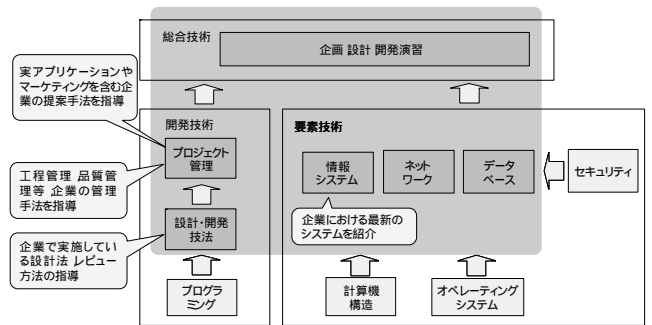 総合技術
企画 設計 開発演習
実アプリケーションや
マーケティングを含む企
業の提案手法を指導
開発技術
プロジェクト
管理
工程管理 品質管
理等 企業の管理
手法を指導
設計・開発
技法
企業で実施してい
る設計法 レビュー
方法の指導
プログラ
ミング
要素技術
情報
システム
ネット
ワーク
データ
ベース
セキュリティ
企業における最新の
システムを紹介
計算機
構造
オペレーティング
システム